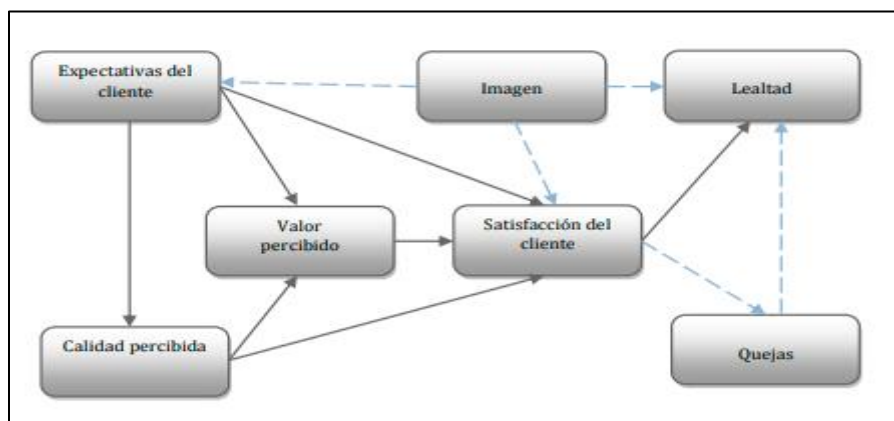 Expectativas del
cliente
Imagen
Lealtad
Valor
percibido
Satisfacción del
cliente
Calidad percibida
Quejas